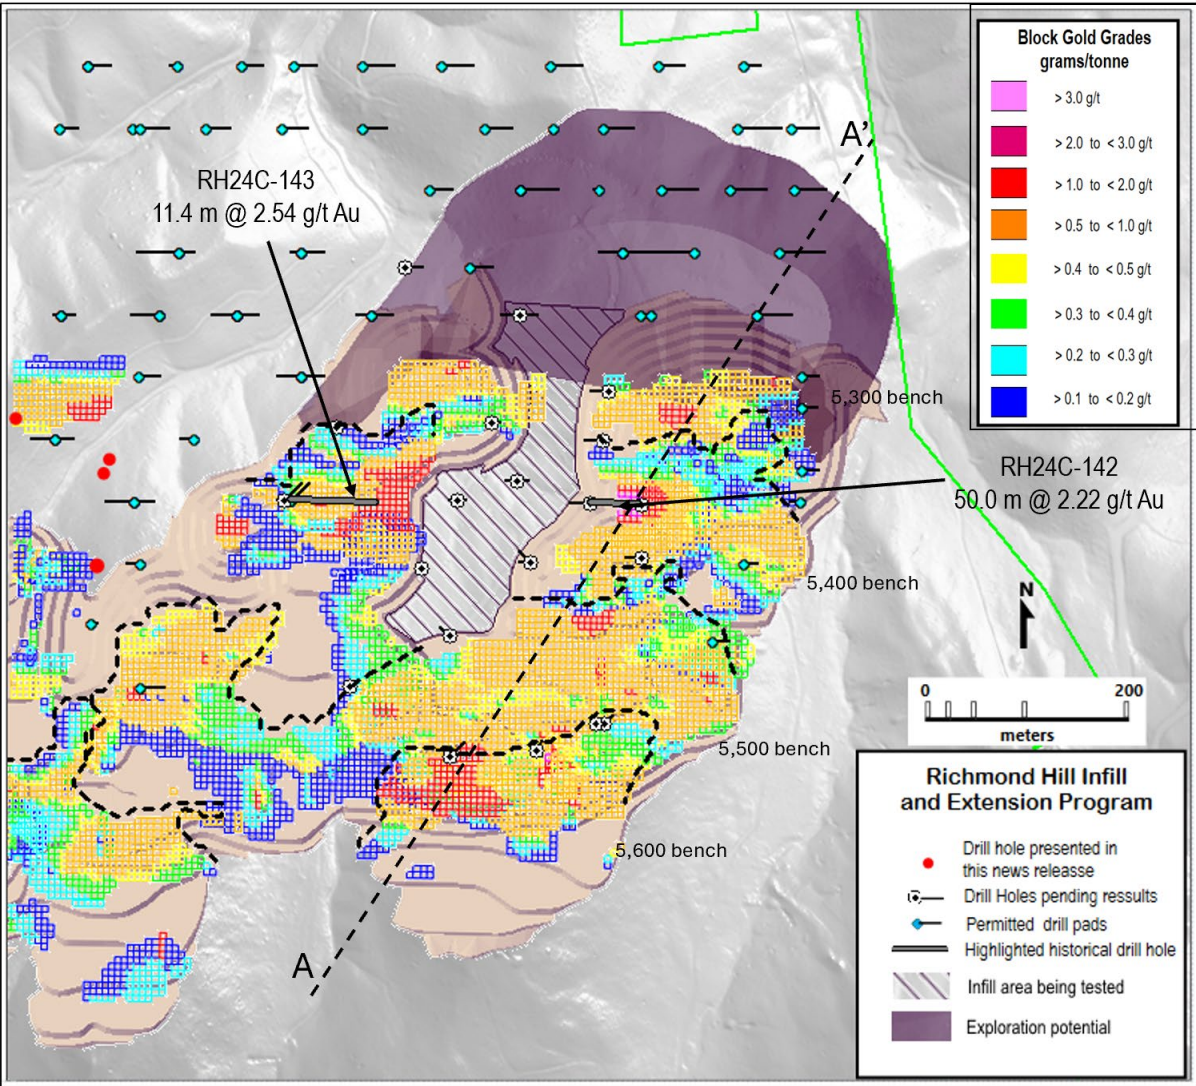 Block Gold Grades
grams/tonne
> 3.0 g/t
> 2.0 to < 3.0 g/t
> 1.0 to < 2.0 g/t
> 0.5 to < 1.0 g/t
> 0.4 to < 0.5 g/t
> 0.3 to < 0.4 g/t
> 0.2 to < 0.3 g/t
> 0.1 to < 0.2 g/t
A’
RH24C-143
11.4 m @ 2.54 g/t Au
5,300 bench
RH24C-142
50.0 m @ 2.22 g/t Au
5,400 bench
N
0 200
meters
5,500 bench
5,600 bench
A
Richmond Hill Infill
and Extension Program
Drill hole presented in
this news releasse
Drill Holes pending ressults
Permitted drill pads
Highlighted historical drill hole
Infill area being tested
Exploration potential